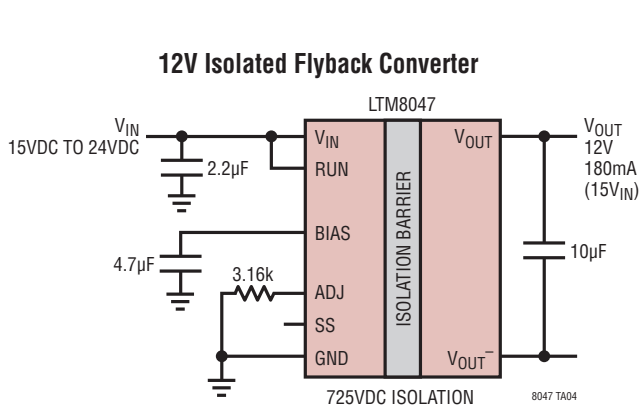 12V Isolated Flyback Converter
LTM8047
VIN
15VDC TO 24VDC
2.2µF
4.7µF
3.16k
VIN
RUN
BIAS
ADJ
SS
GND
ISOLATION BARRIER
VOUT
VOUT–
VOUT
12V
180mA
(15VIN)
10µF
725VDC ISOLATION
8047 TA04